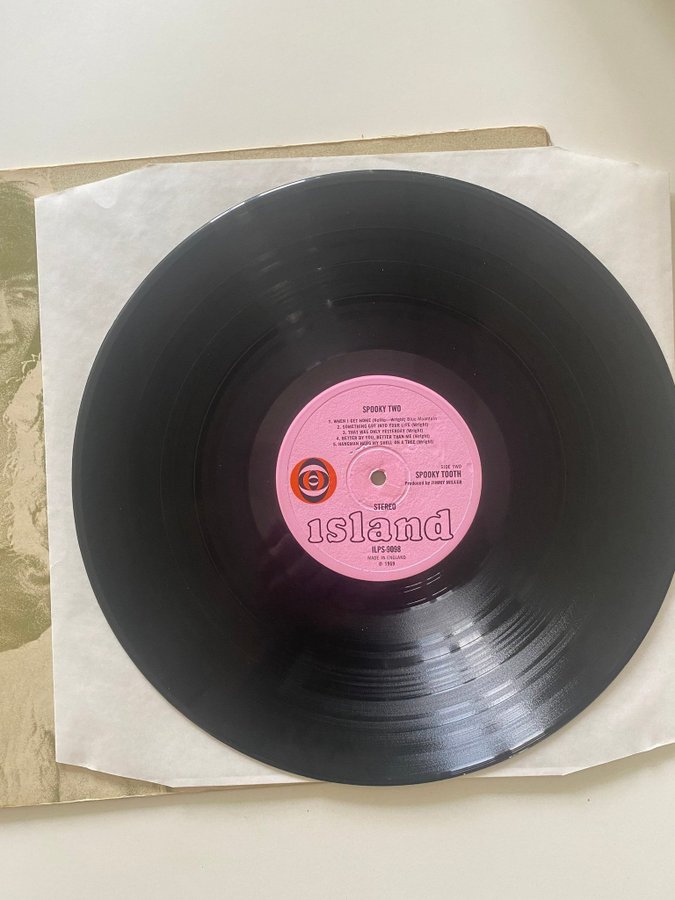 SPOOKY TWO
1. WHEN I GET HOME (Kellie—Wright) Blue Mountain
2. SOMETHING GOT INTO YOUR LIFE (Wright)
3. THAT WAS ONLY YESTERDAY (Wright)
4. BETTER BY YOU, BETTER THAN ME (Wright)
5. HANGMAN HANG MY SHELL ON A TREE (Wright)
SIDE TWO
SPOOKY TOOTH
Produced by JIMMY MILLER
STEREO
island
ILPS-9098
MADE IN ENGLAND
℗ 1969